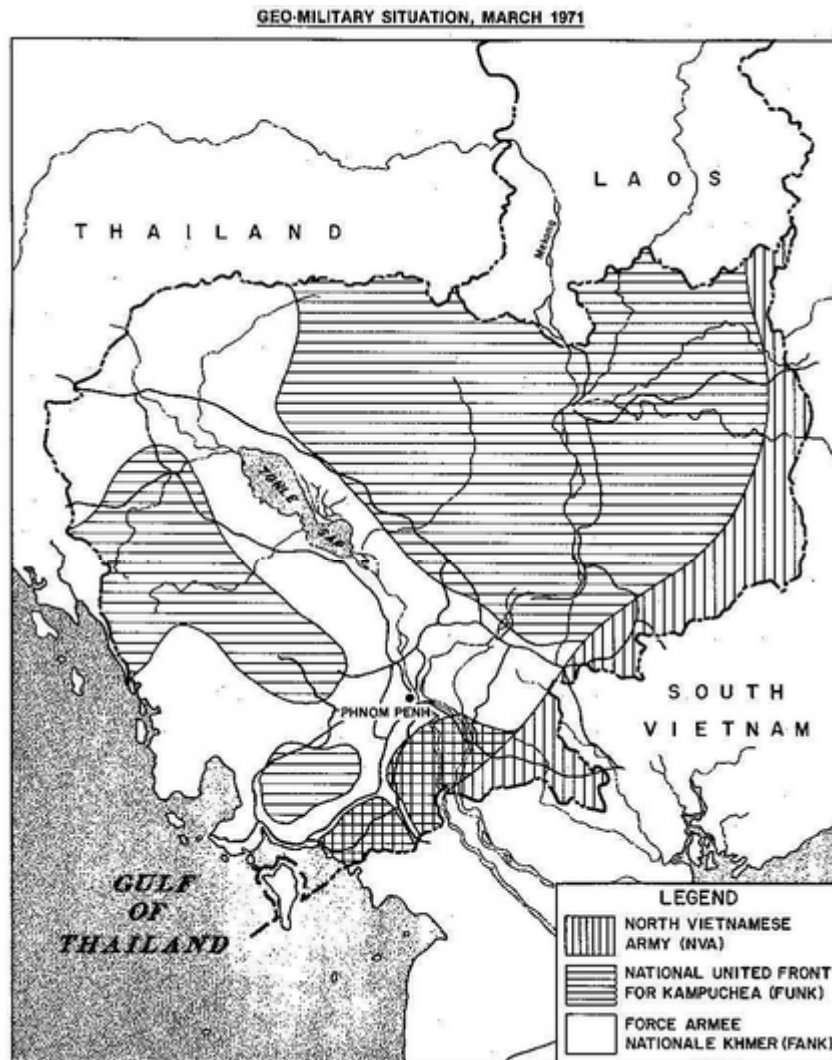 GEO-MILITARY SITUATION, MARCH 1971
LAOS
THAILAND
Mekong
TONLE
SAP
PHNOM PENH
SOUTH
VIETNAM
GULF
OF
THAILAND
LEGEND
NORTH VIETNAMESE
ARMY (NVA)
NATIONAL UNITED FRONT
FOR KAMPUCHEA (FUNK)
FORCE ARMEE
NATIONALE KHMER (FANK)